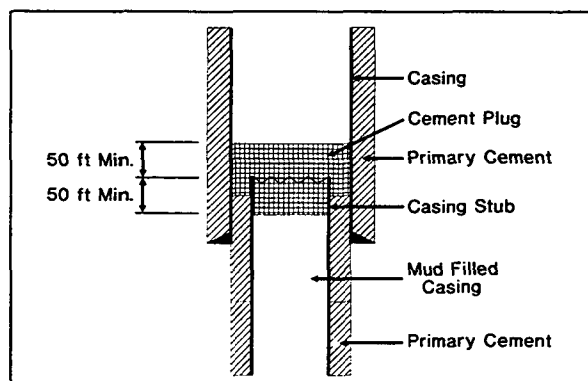 Casing
Cement Plug
50 ft Min.
Primary Cement
50 ft Min.
Casing Stub
Mud Filled
Casing
Primary Cement